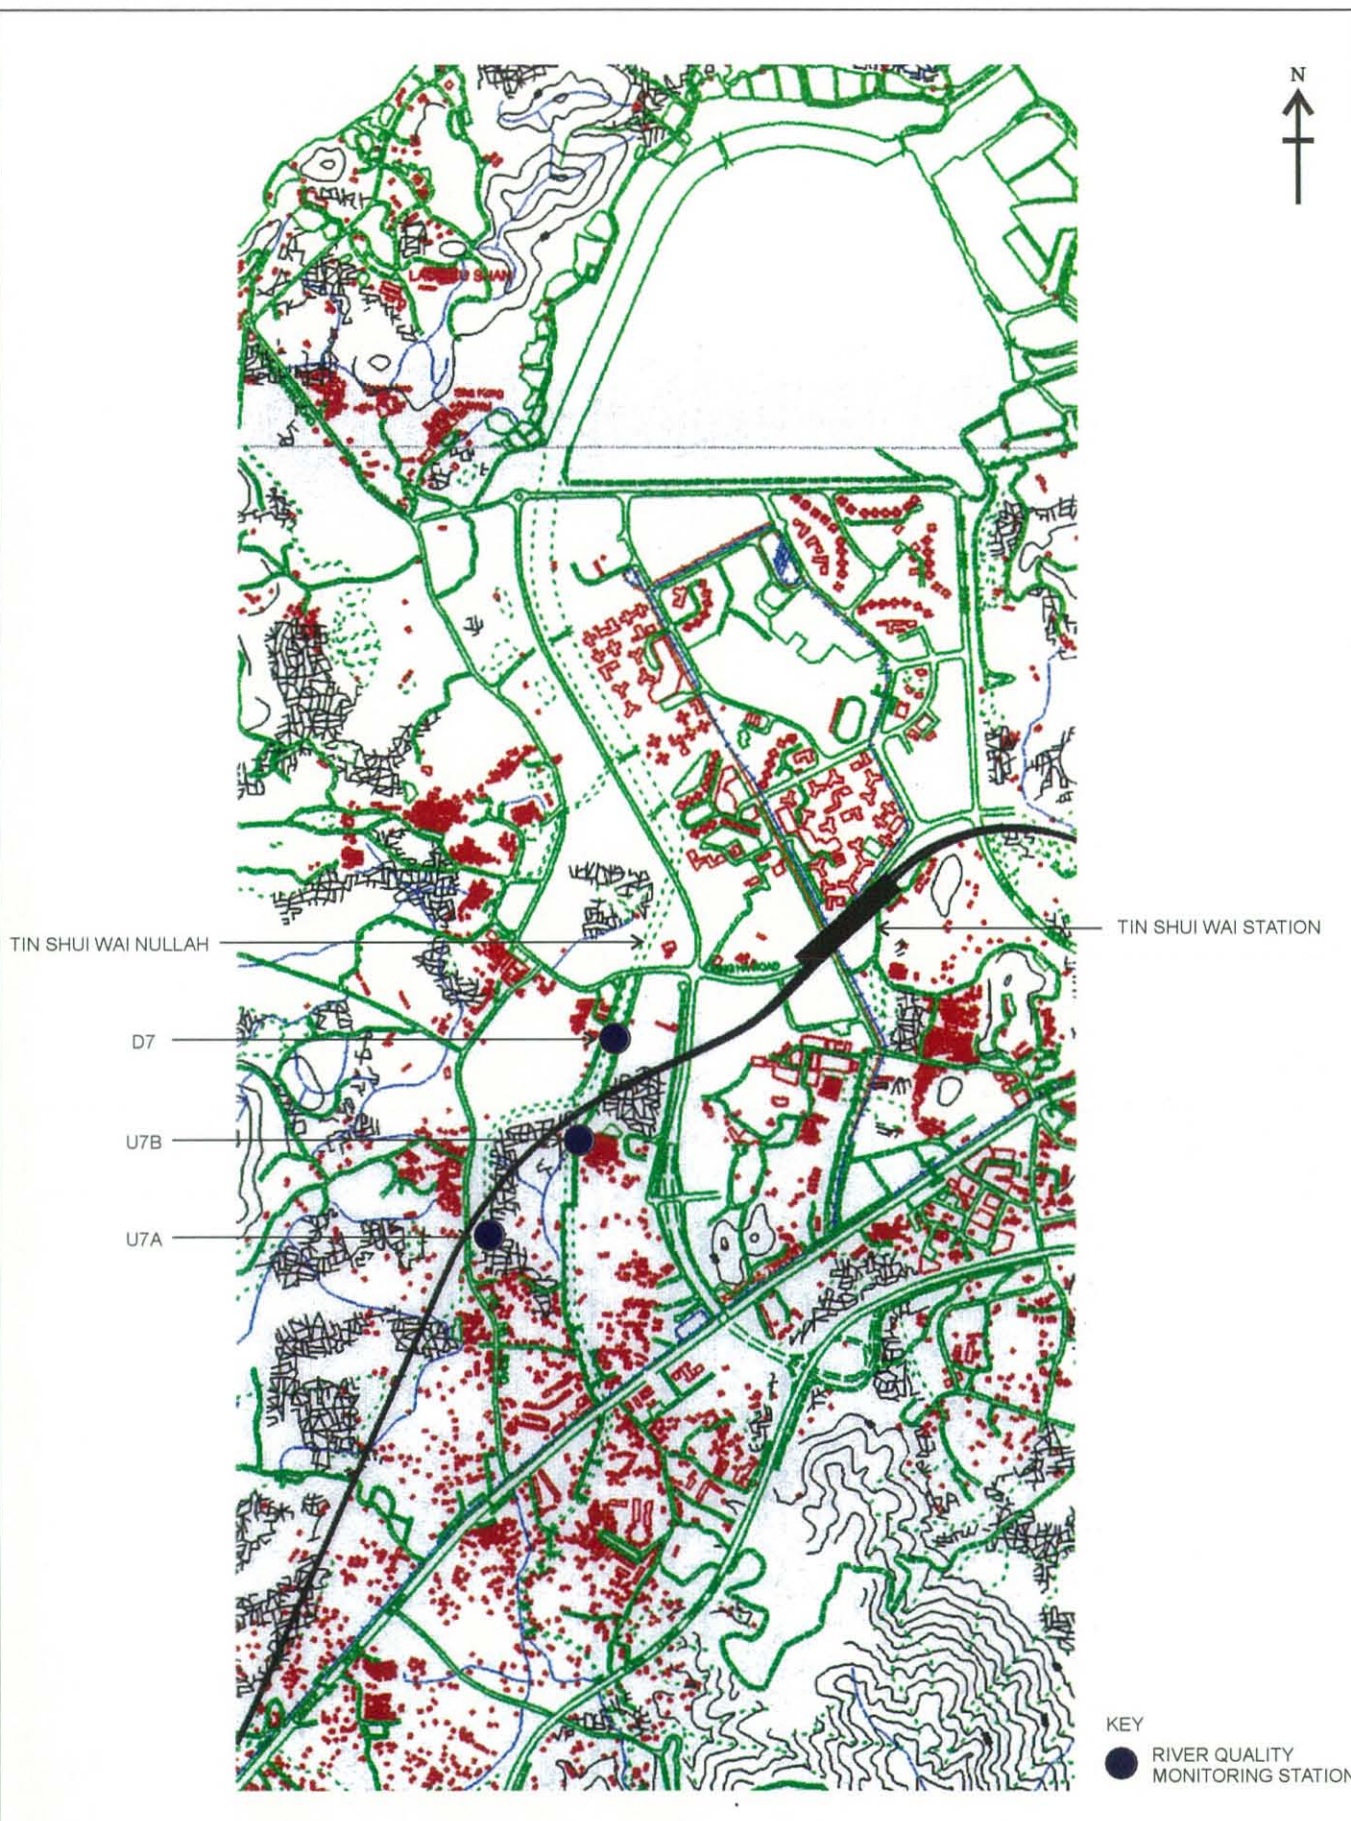 N
TIN SHUI WAI NULLAH
TIN SHUI WAI STATION
D7
U7B
U7A
KEY
RIVER QUALITY
MONITORING STATION